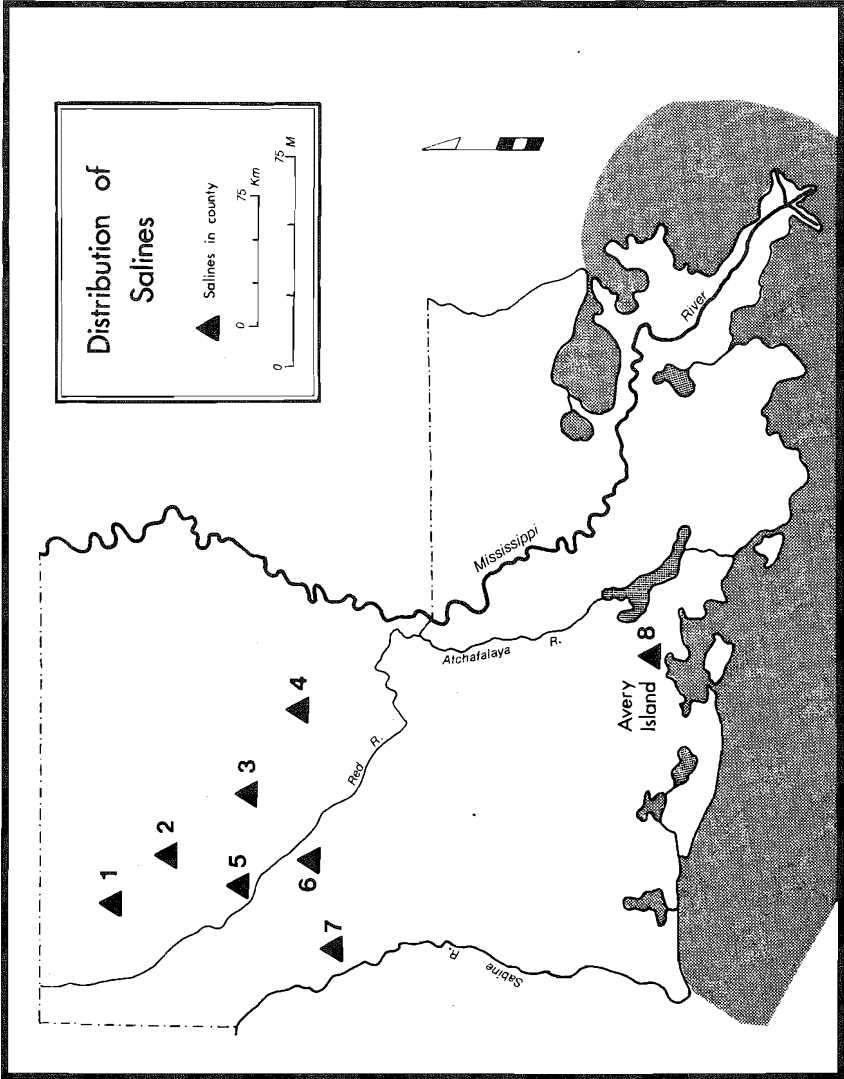 Distribution of
Salines
Salines in county
0 75 Km
0 75 M
1
2
3
4
5
6
7
Red R.
Mississippi
River
Atchafalaya R.
Sabine R.
Avery
Island
8